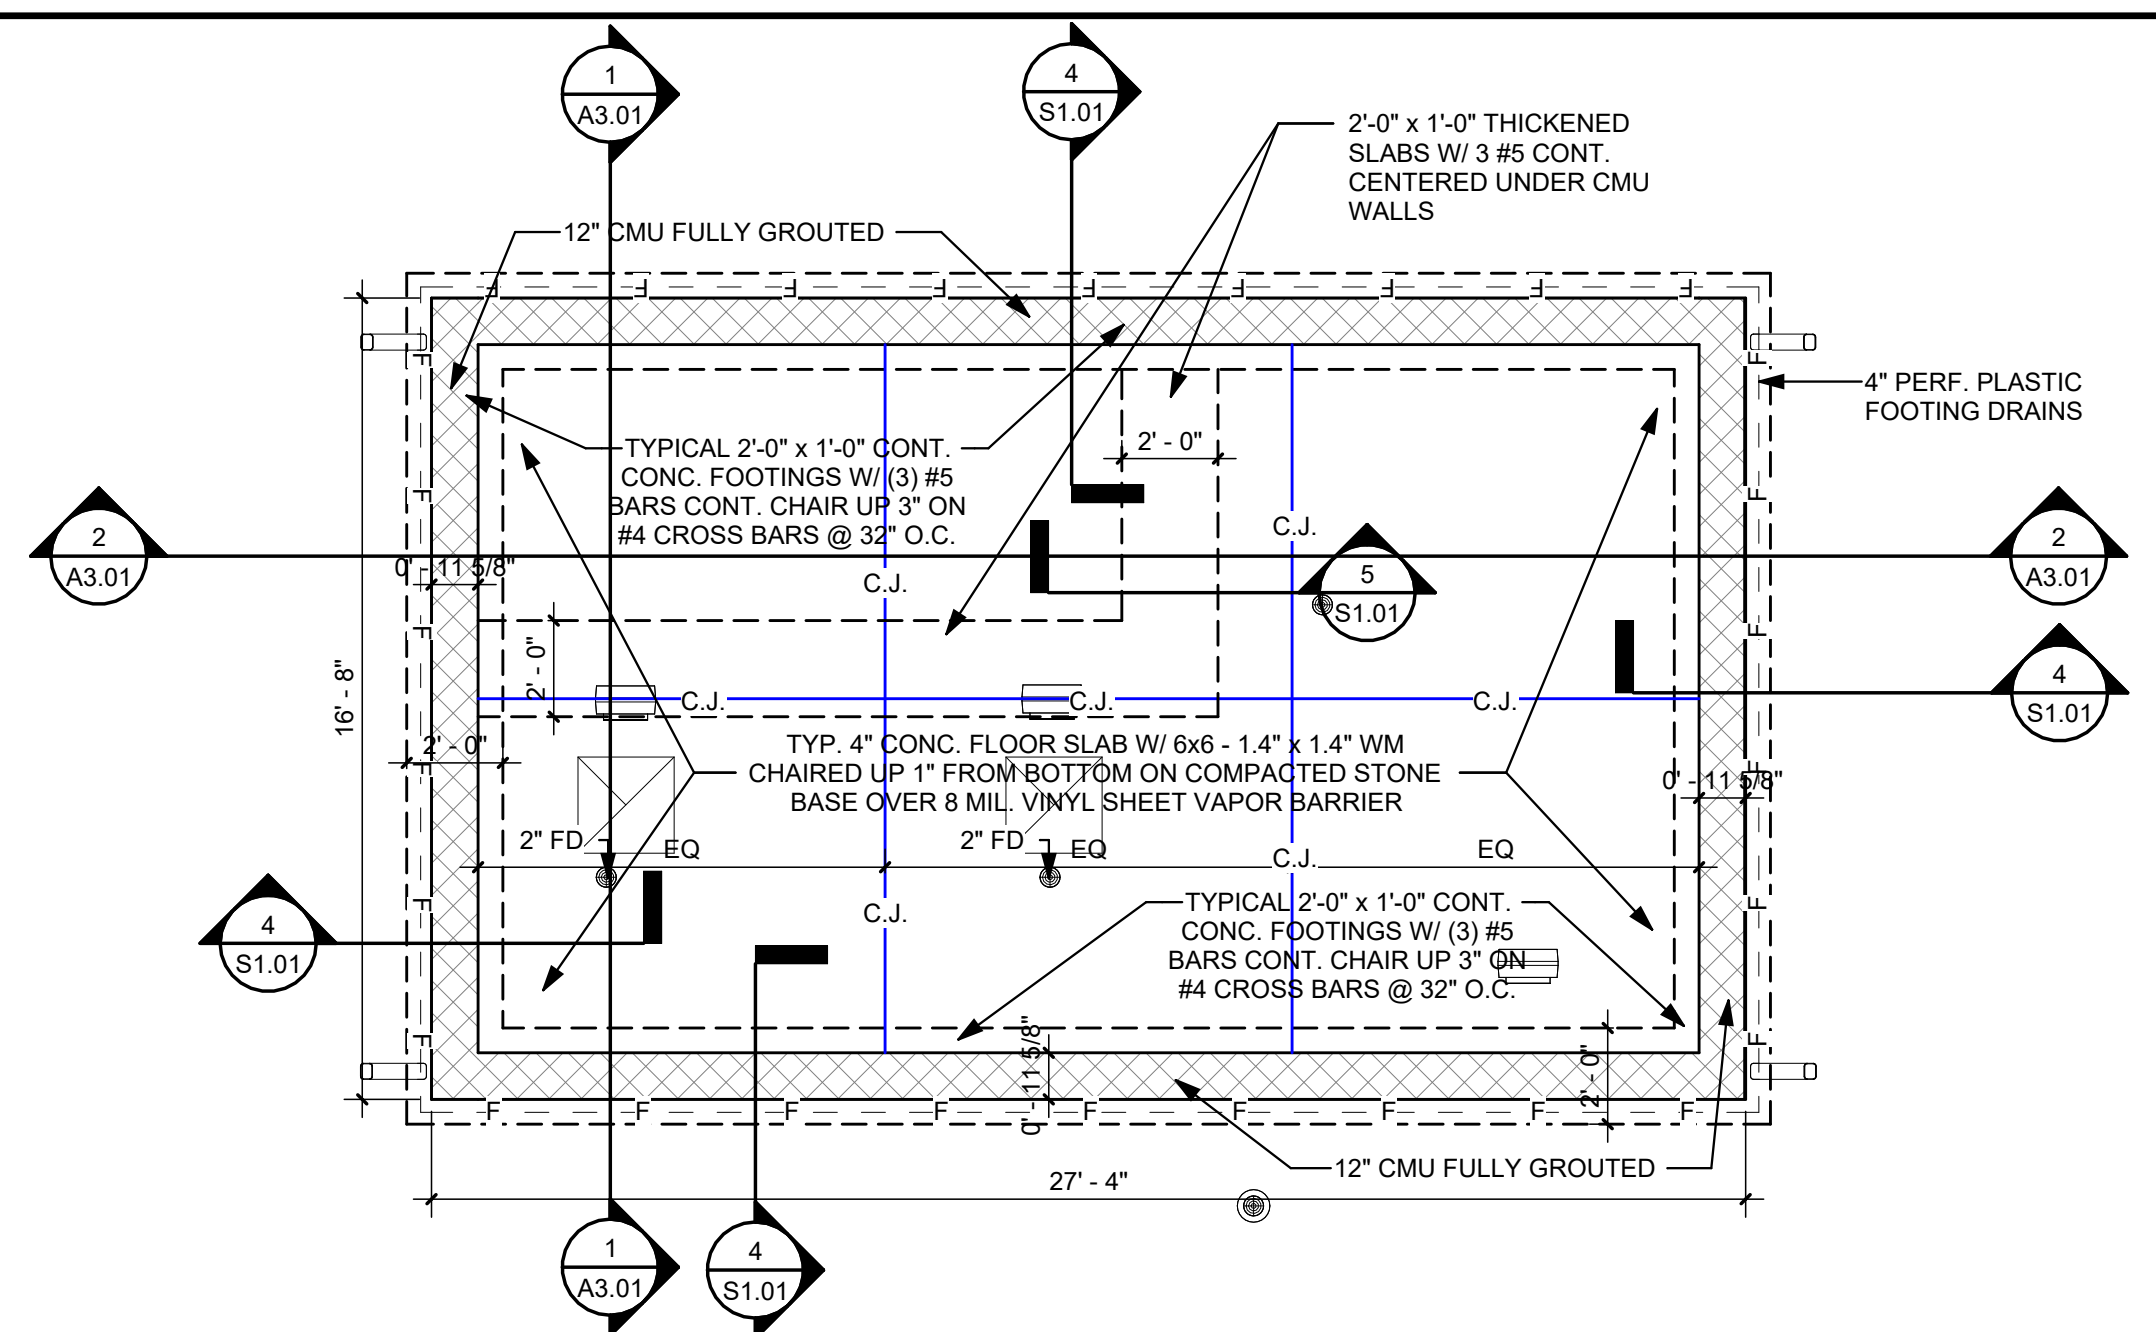 1
A3.01
4
S1.01
2'-0" x 1'-0" THICKENED
SLABS W/ 3 #5 CONT.
CENTERED UNDER CMU
WALLS
12" CMU FULLY GROUTED
F F F F F F F F F
4" PERF. PLASTIC
FOOTING DRAINS
TYPICAL 2'-0" x 1'-0" CONT.
CONC. FOOTINGS W/ (3) #5
BARS CONT. CHAIR UP 3" ON
#4 CROSS BARS @ 32" O.C.
2' - 0"
C.J.
2
A3.01
0' - 11 5/8"
C.J.
5
S1.01
2
A3.01
F F F F F F
F F F F F F
16' - 8"
2' - 0"
C.J.
C.J.
C.J.
4
S1.01
2' - 0"
TYP. 4" CONC. FLOOR SLAB W/ 6x6 - 1.4" x 1.4" WM
CHAIRED UP 1" FROM BOTTOM ON COMPACTED STONE
BASE OVER 8 MIL. VINYL SHEET VAPOR BARRIER
0' - 11 5/8"
2" FD
EQ
2" FD
EQ
C.J.
EQ
C.J.
4
S1.01
TYPICAL 2'-0" x 1'-0" CONT.
CONC. FOOTINGS W/ (3) #5
BARS CONT. CHAIR UP 3" ON
#4 CROSS BARS @ 32" O.C.
0' - 11 5/8"
2' - 0"
F F F F F F F F F
12" CMU FULLY GROUTED
27' - 4"
1
A3.01
4
S1.01